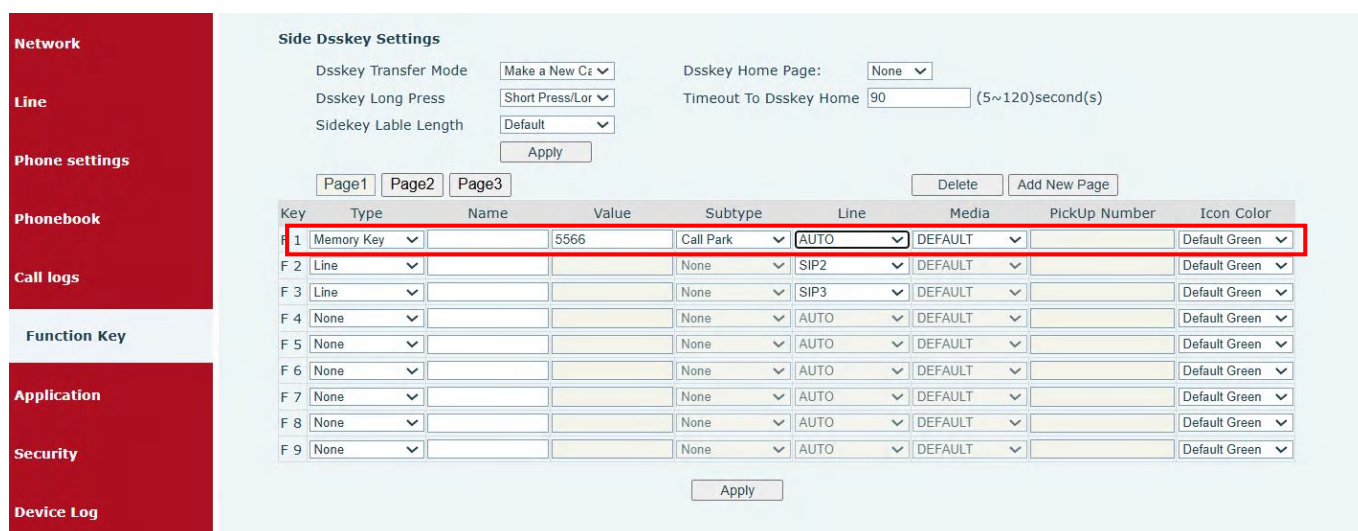 Network
Line
Phone settings
Phonebook
Call logs
Function Key
Application
Security
Device Log
Side Dsskey Settings
Dsskey Transfer Mode Make a New Ca Dsskey Home Page: None
Dsskey Long Press Short Press/Lor Timeout To Dsskey Home 90 (5~120)second(s)
Sidekey Lable Length Default
Apply
Page1 Page2 Page3 Delete Add New Page
Key Type Name Value Subtype Line Media PickUp Number Icon Color
F 1 Memory Key 5566 Call Park AUTO DEFAULT Default Green
F 2 Line None SIP2 DEFAULT Default Green
F 3 Line None SIP3 DEFAULT Default Green
F 4 None None AUTO DEFAULT Default Green
F 5 None None AUTO DEFAULT Default Green
F 6 None None AUTO DEFAULT Default Green
F 7 None None AUTO DEFAULT Default Green
F 8 None None AUTO DEFAULT Default Green
F 9 None None AUTO DEFAULT Default Green
Apply